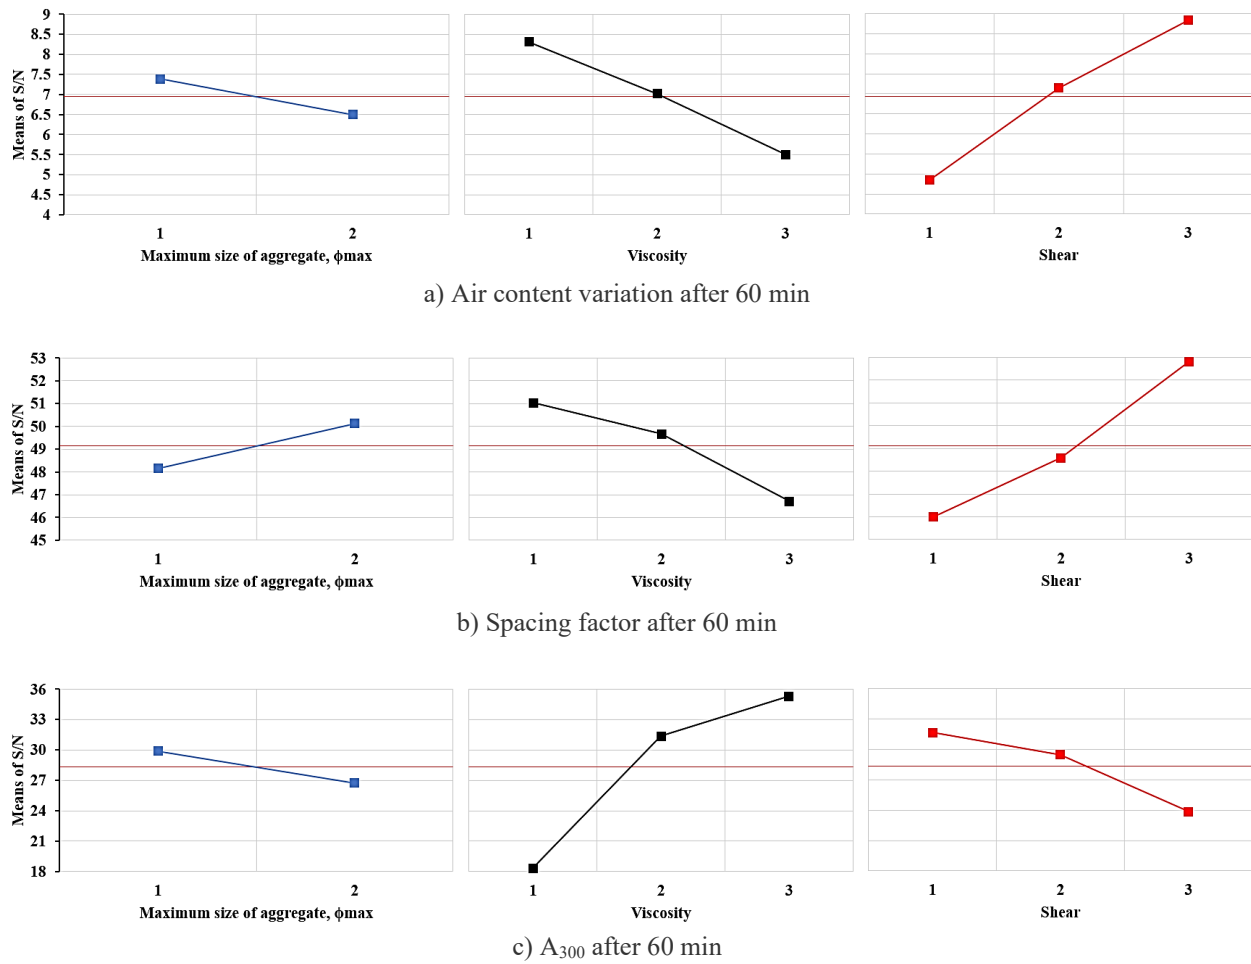 Means of S/N
9
8.5
8
7.5
7
6.5
6
5.5
5
4.5
4
1 2
Maximum size of aggregate, ϕmax
1 2 3
Viscosity
1 2 3
Shear
a) Air content variation after 60 min
Means of S/N
53
52
51
50
49
48
47
46
45
1 2
Maximum size of aggregate, ϕmax
1 2 3
Viscosity
1 2 3
Shear
b) Spacing factor after 60 min
Means of S/N
36
33
30
27
24
21
18
1 2
Maximum size of aggregate, ϕmax
1 2 3
Viscosity
1 2 3
Shear
c) A₃₀₀ after 60 min